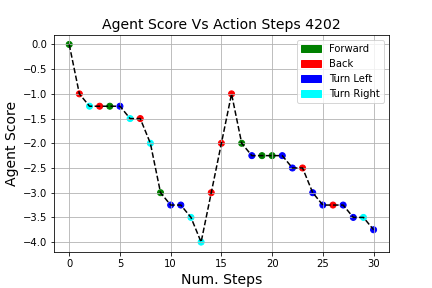 Agent Score Vs Action Steps 4202
Agent Score
0.0
−0.5
−1.0
−1.5
−2.0
−2.5
−3.0
−3.5
−4.0
Forward
Back
Turn Left
Turn Right
0 5 10 15 20 25 30
Num. Steps